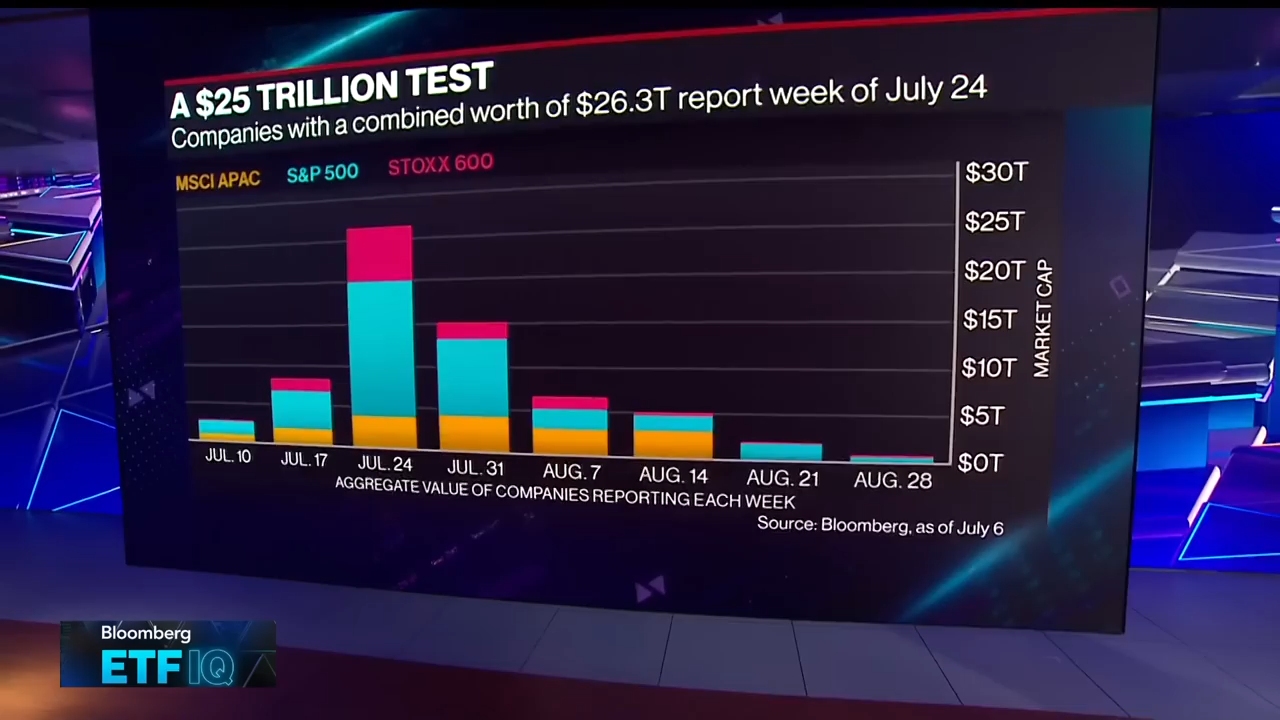 A $25 TRILLION TEST
Companies with a combined worth of $26.3T report week of July 24
MSCI APAC S&P 500 STOXX 600
$30T
$25T
$20T
$15T
$10T
$5T
$0T
MARKET CAP
JUL. 10 JUL. 17 JUL. 24 JUL. 31 AUG. 7 AUG. 14 AUG. 21 AUG. 28
AGGREGATE VALUE OF COMPANIES REPORTING EACH WEEK
Source: Bloomberg, as of July 6
Bloomberg
ETF IQ